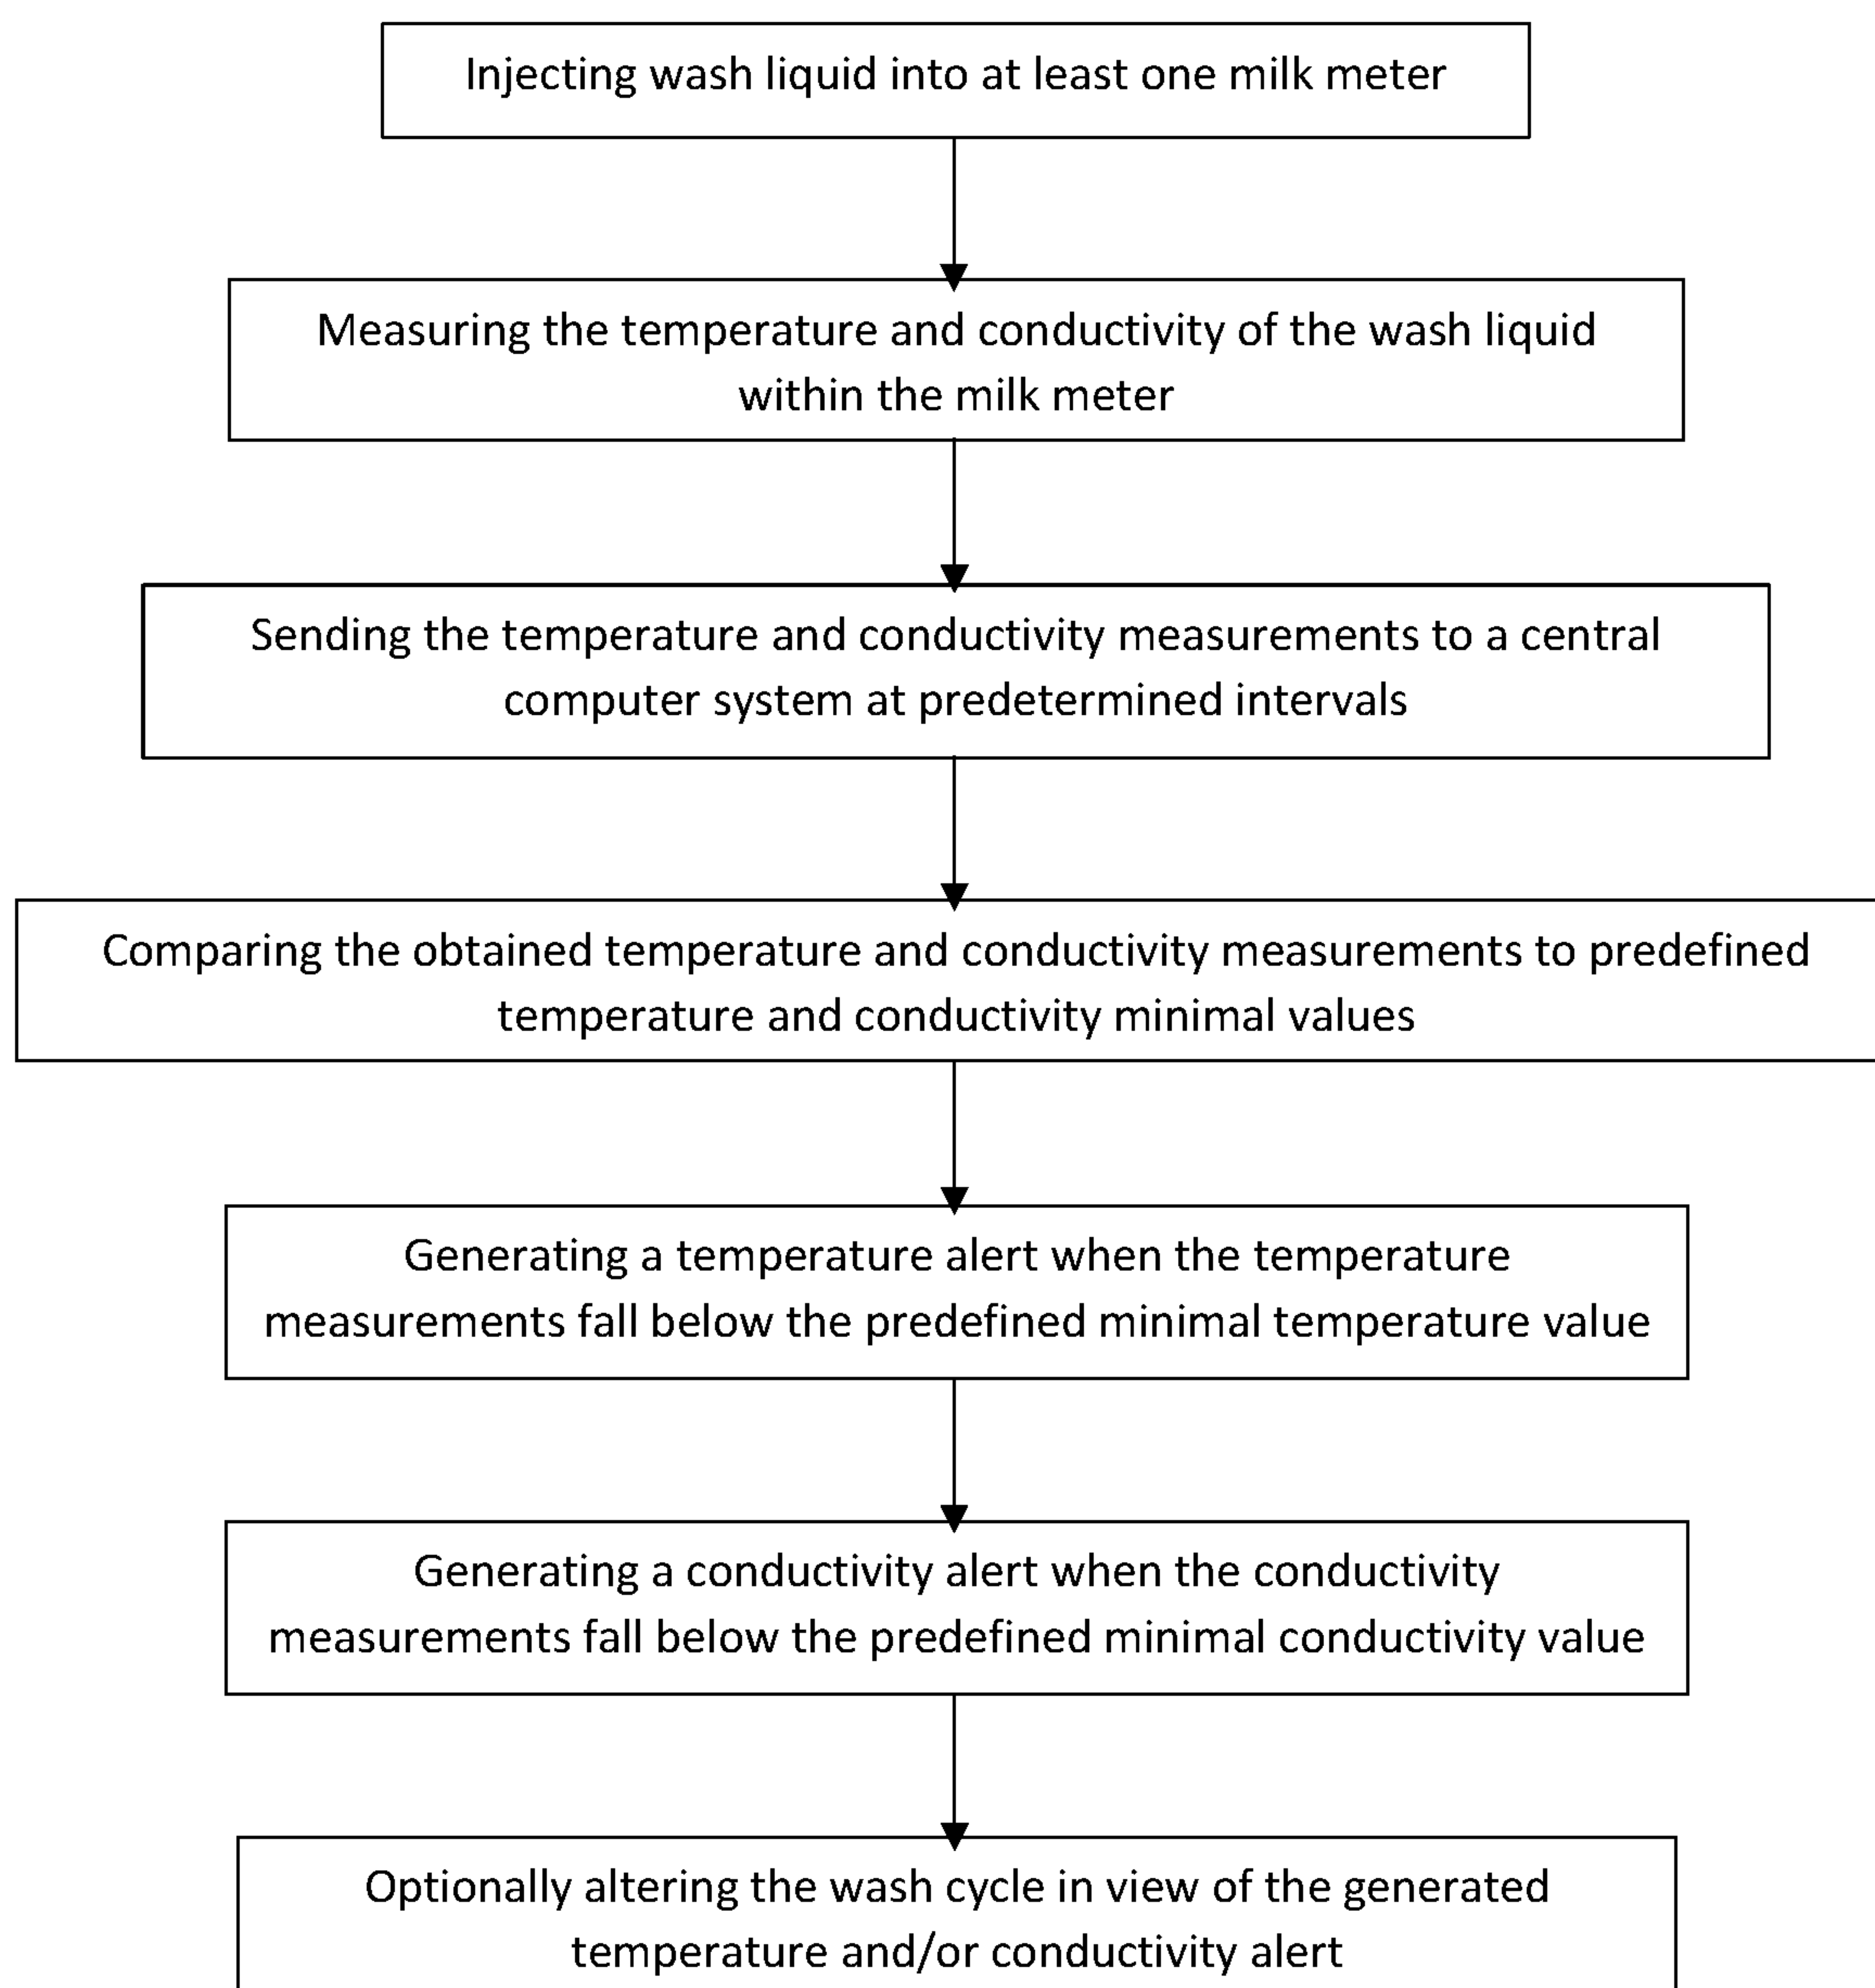 Injecting wash liquid into at least one milk meter
Measuring the temperature and conductivity of the wash liquid
within the milk meter
Sending the temperature and conductivity measurements to a central
computer system at predetermined intervals
Comparing the obtained temperature and conductivity measurements to predefined
temperature and conductivity minimal values
Generating a temperature alert when the temperature
measurements fall below the predefined minimal temperature value
Generating a conductivity alert when the conductivity
measurements fall below the predefined minimal conductivity value
Optionally altering the wash cycle in view of the generated
temperature and/or conductivity alert